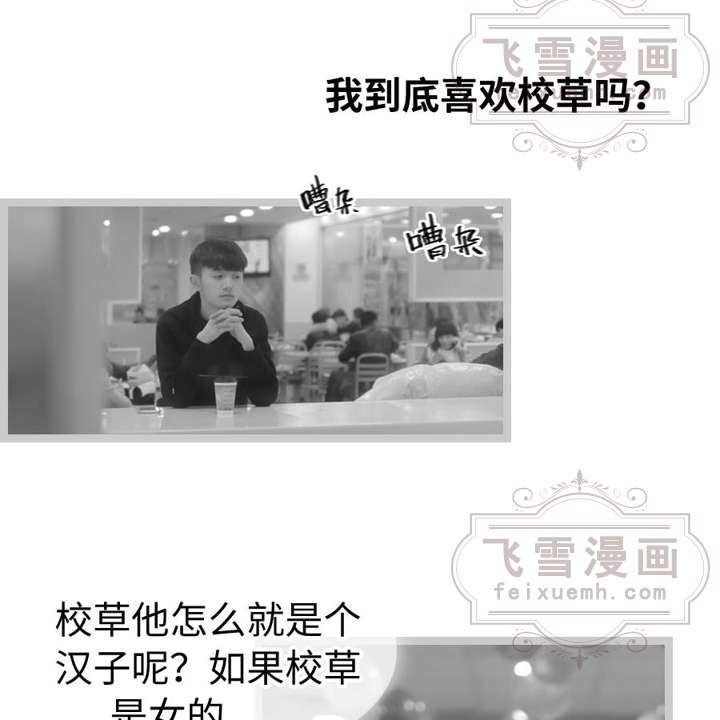 飞雪漫画
feixuemh.com
我到底喜欢校草吗?
嘈杂
嘈杂
飞雪漫画
feixuemh.com
校草他怎么就是个
汉子呢?如果校草
是女的